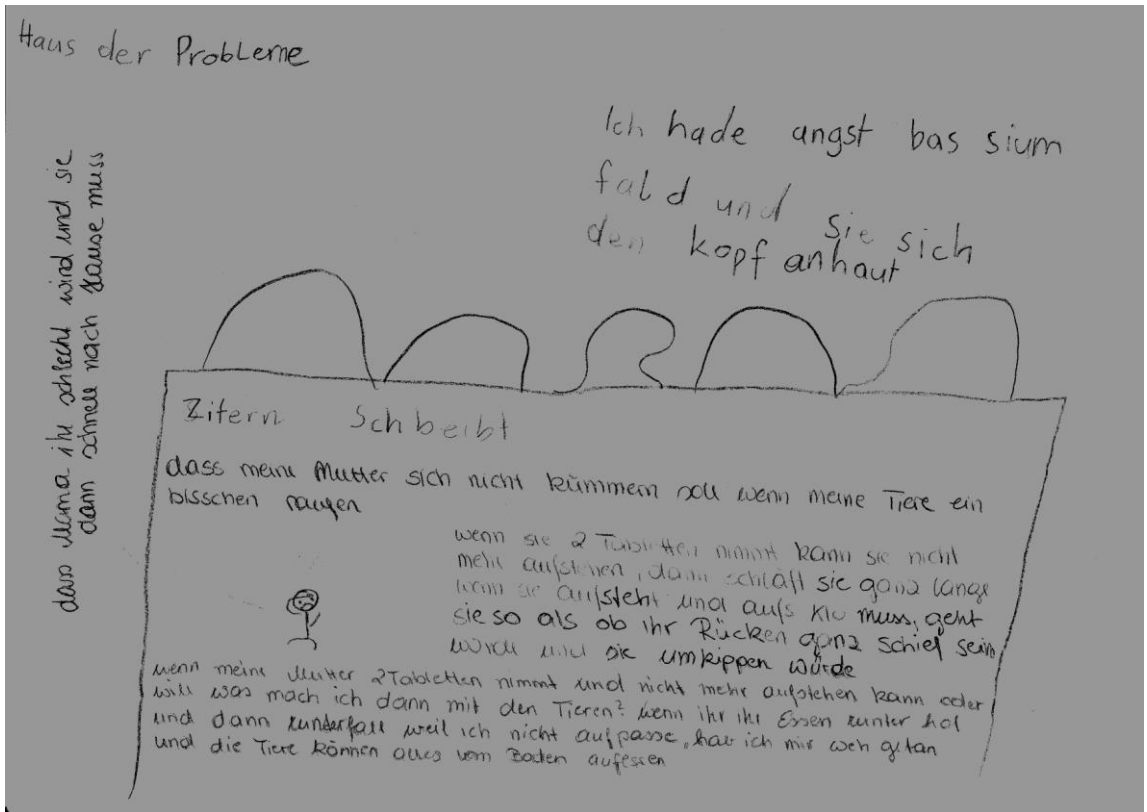 Haus der Probleme
Ich hade angst bas sium
fald und sie sich
den kopf anhaut
dass Mama ihr schlecht wird und sie
dann schnell nach Hause muss
Zitern Schbeibt
dass meine Mutter sich nicht kümmern soll wenn meine Tiere ein
bisschen
wenn sie 2 Tabletten nimmt kann sie nicht
mehr aufstehen, dann schläft sie ganz lange
wenn sie aufsteht und aufs Klo muss, geht
sie so als ob ihr Rücken ganz schief sein
würde und sie umkippen würde
wenn meine Mutter 2 Tabletten nimmt und nicht mehr aufstehen kann oder
will was mach ich dann mit den Tieren? wenn ihr ihr Essen runter hol
und dann runterfall weil ich nicht aufpasse, hab ich mir weh getan
und die Tiere können alles vom Boden aufessen